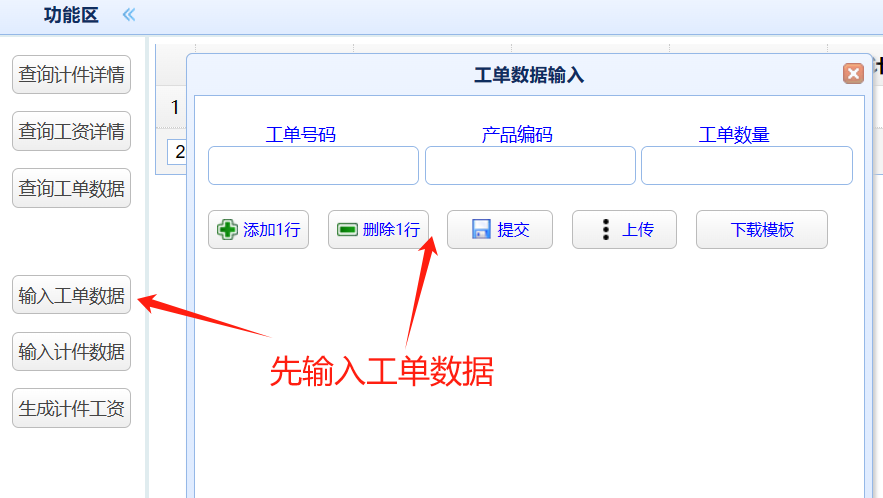 功能区
计
工单数据输入
查询计件详情
1
工单号码 产品编码 工单数量
查询工资详情
2
查询工单数据
添加1行 删除1行 提交 上传 下载模板
输入工单数据
输入计件数据
先输入工单数据
生成计件工资